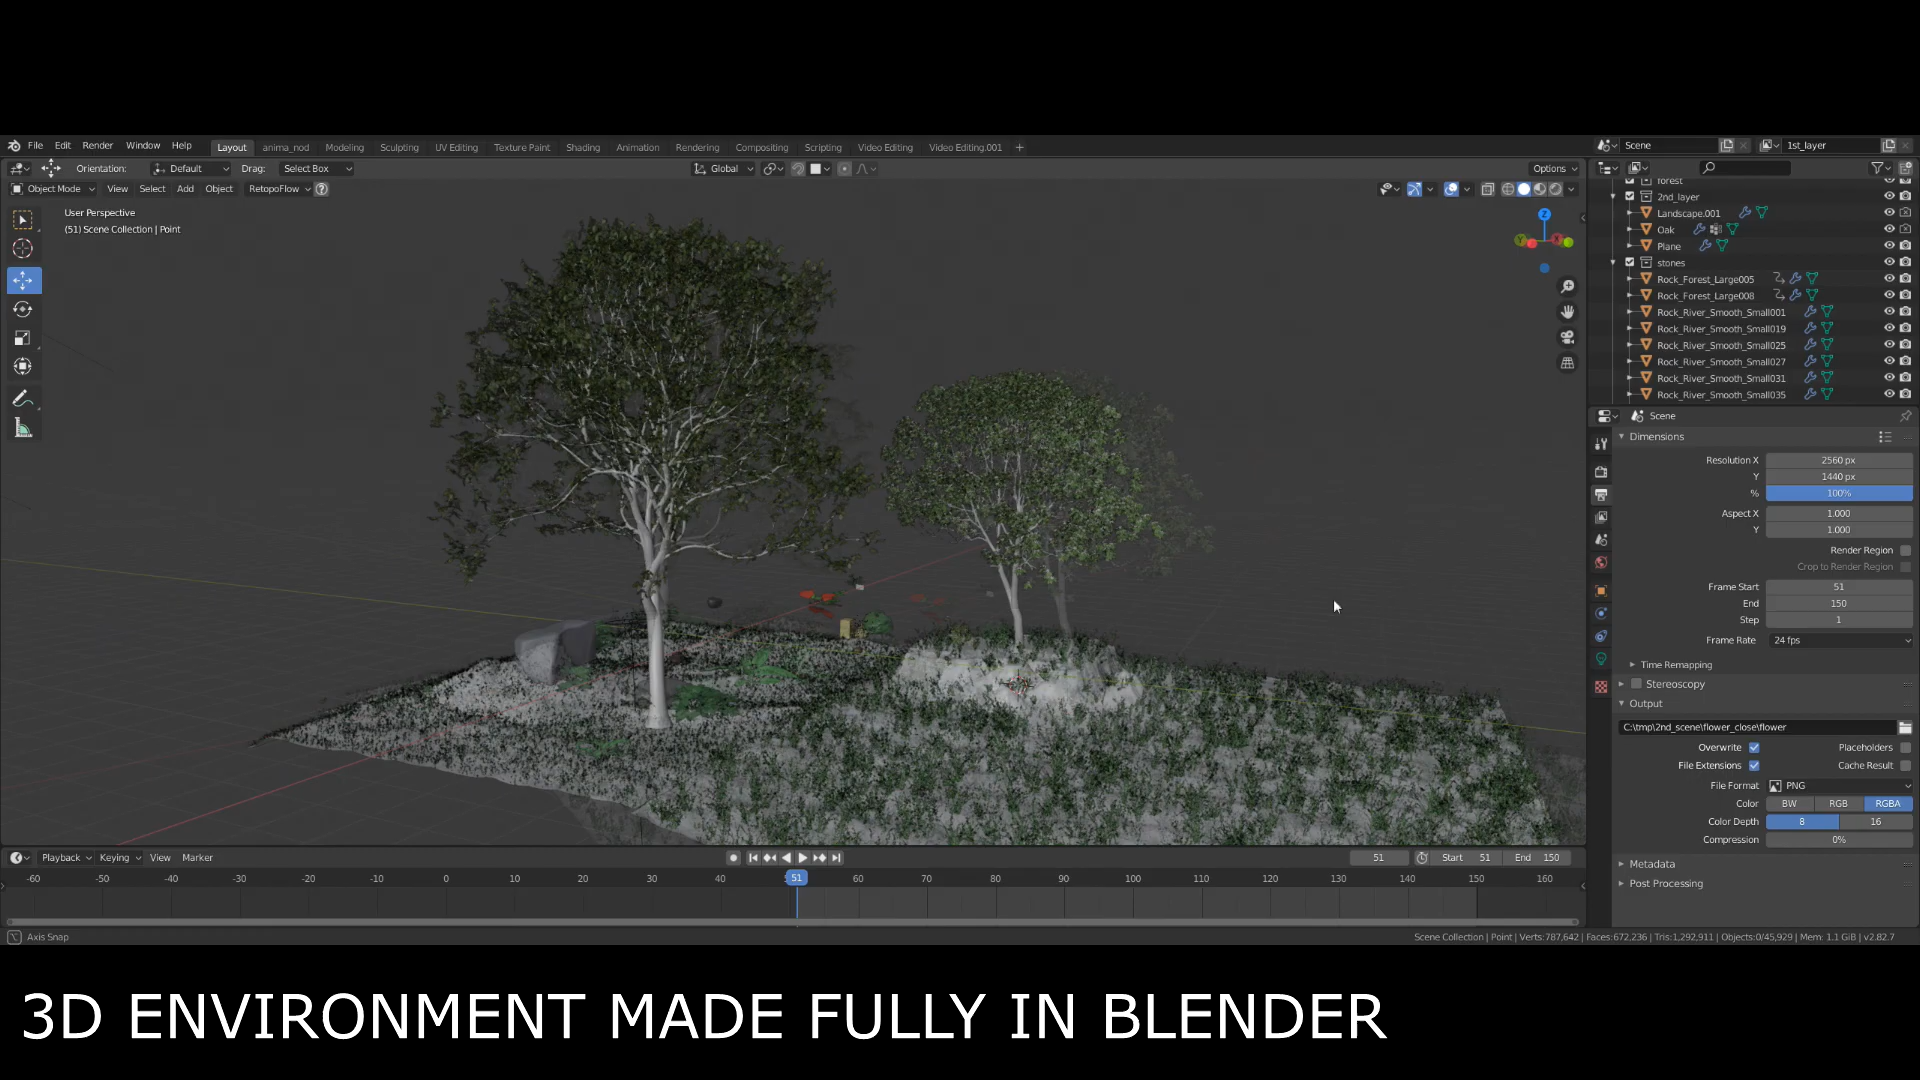 File Edit Render Window Help Layout anima_nod Modeling Sculpting UV Editing Texture Paint Shading Animation Rendering Compositing Scripting Video Editing Video Editing.001 + Scene 1st_layer
Orientation: Default Drag: Select Box Global Options
Object Mode View Select Add Object RetopoFlow
User Perspective
(51) Scene Collection | Point
Z
Y
X
forest
2nd_layer
Landscape.001
Oak
Plane
stones
Rock_Forest_Large005
Rock_Forest_Large008
Rock_River_Smooth_Small001
Rock_River_Smooth_Small019
Rock_River_Smooth_Small025
Rock_River_Smooth_Small027
Rock_River_Smooth_Small031
Rock_River_Smooth_Small035
Scene
Dimensions
Resolution X 2560 px
Y 1440 px
% 100%
Aspect X 1.000
Y 1.000
Render Region
Crop to Render Region
Frame Start 51
End 150
Step 1
Frame Rate 24 fps
Time Remapping
Stereoscopy
Output
C:\tmp\2nd_scene\flower_close\flower
Overwrite Placeholders
File Extensions Cache Result
File Format PNG
Color BW RGB RGBA
Color Depth 8 16
Compression 0%
Metadata
Post Processing
Playback Keying View Marker 51 Start 51 End 150
-60 -50 -40 -30 -20 -10 0 10 20 30 40 51 60 70 80 90 100 110 120 130 140 150 160
Axis Snap
Scene Collection | Point | Verts:787,642 | Faces:672,236 | Tris:1,292,911 | Objects:0/45,929 | Mem: 1.1 GiB | v2.82.7
3D ENVIRONMENT MADE FULLY IN BLENDER